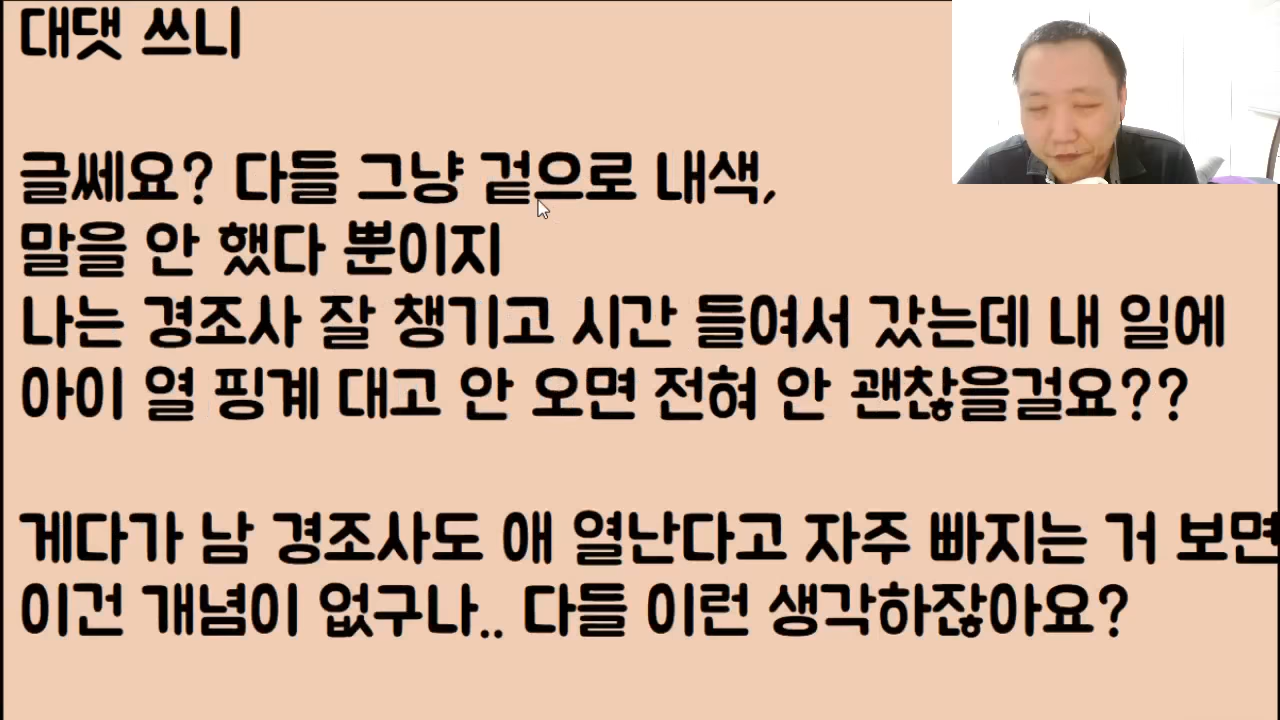 대댓 쓰니
글쎄요? 다들 그냥 겉으로 내색,
말을 안 했다 뿐이지
나는 경조사 잘 챙기고 시간 들여서 갔는데 내 일에
아이 열 핑계 대고 안 오면 전혀 안 괜찮을걸요??
게다가 남 경조사도 애 열난다고 자주 빠지는 거 보면
이건 개념이 없구나.. 다들 이런 생각하잖아요?